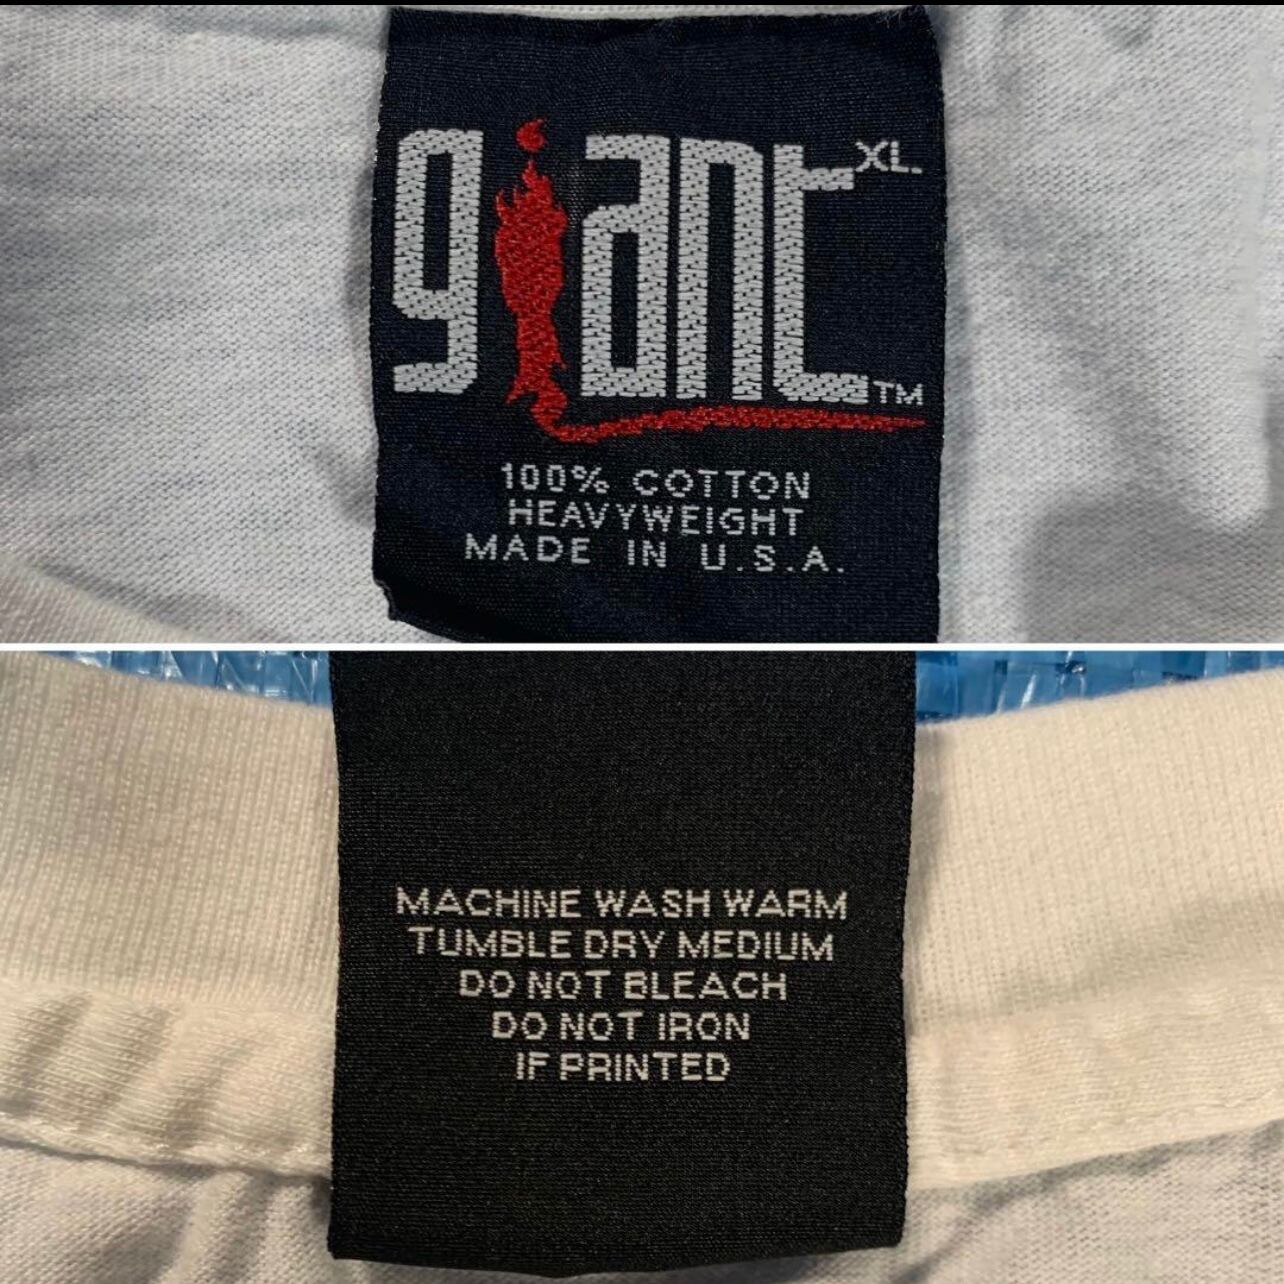 giant XL.
TM
100% COTTON
HEAVYWEIGHT
MADE IN U.S.A.
MACHINE WASH WARM
TUMBLE DRY MEDIUM
DO NOT BLEACH
DO NOT IRON
IF PRINTED